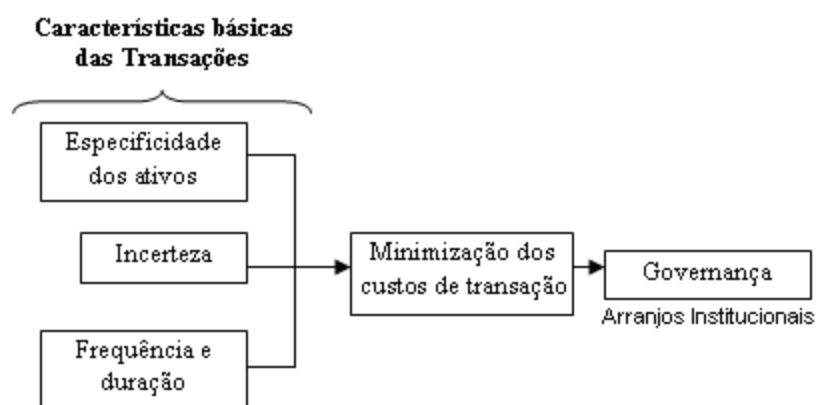 Características básicas
das Transações
Especificidade
dos ativos
Incerteza
Frequência e
duração
Minimização dos
custos de transação
Governança
Arranjos Institucionais